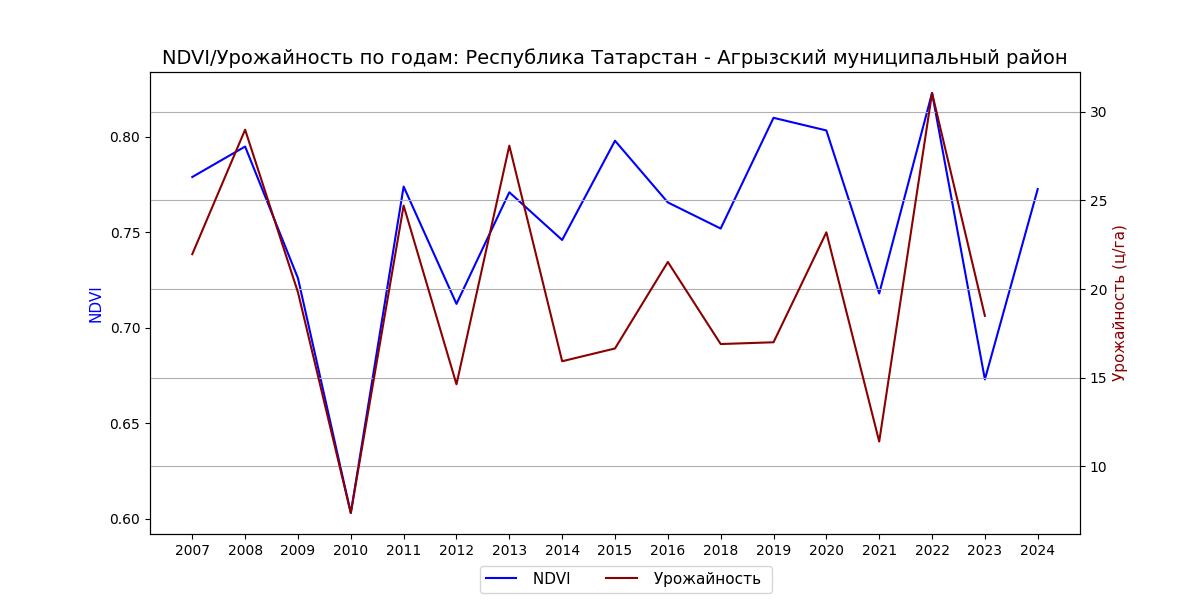 NDVI/Урожайность по годам: Республика Татарстан - Агрызский муниципальный район
NDVI
0.80
0.75
0.70
0.65
0.60
30
25
20
15
10
Урожайность (ц/га)
2007 2008 2009 2010 2011 2012 2013 2014 2015 2016 2018 2019 2020 2021 2022 2023 2024
NDVI Урожайность